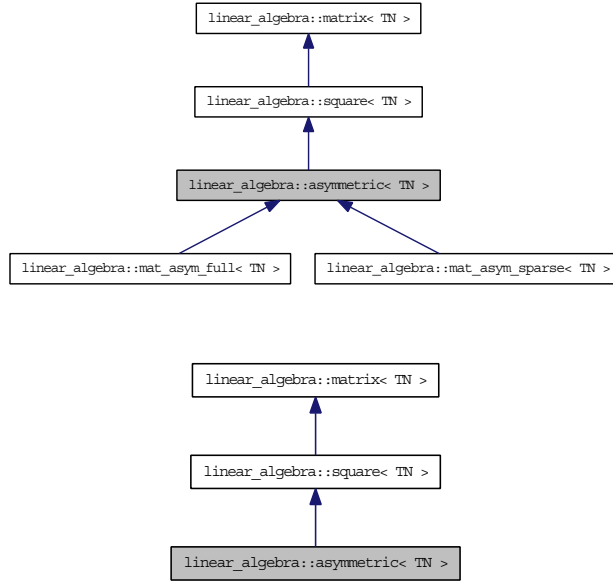 linear_algebra::matrix< TN >
linear_algebra::square< TN >
linear_algebra::asymmetric< TN >
linear_algebra::mat_asym_full< TN >
linear_algebra::mat_asym_sparse< TN >
linear_algebra::matrix< TN >
linear_algebra::square< TN >
linear_algebra::asymmetric< TN >